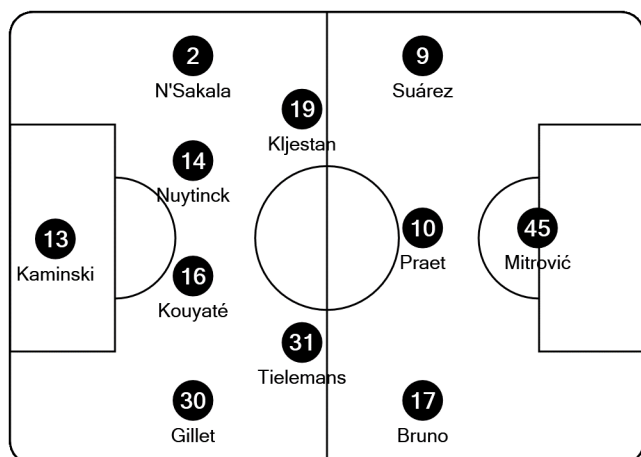 2
N'Sakala
9
Suárez
19
Kljestan
14
Nuytinck
13
Kaminski
10
Praet
45
Mitrović
16
Kouyaté
31
Tielemans
30
Gillet
17
Bruno